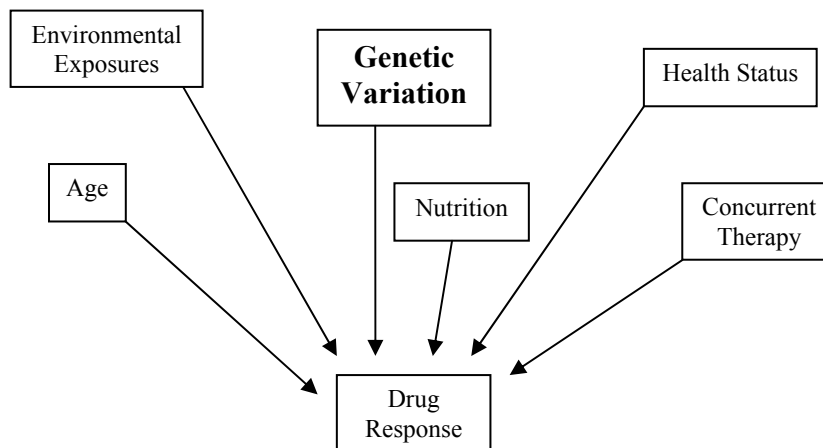 Environmental
Exposures
Genetic
Variation
Health Status
Age
Nutrition
Concurrent
Therapy
Drug
Response